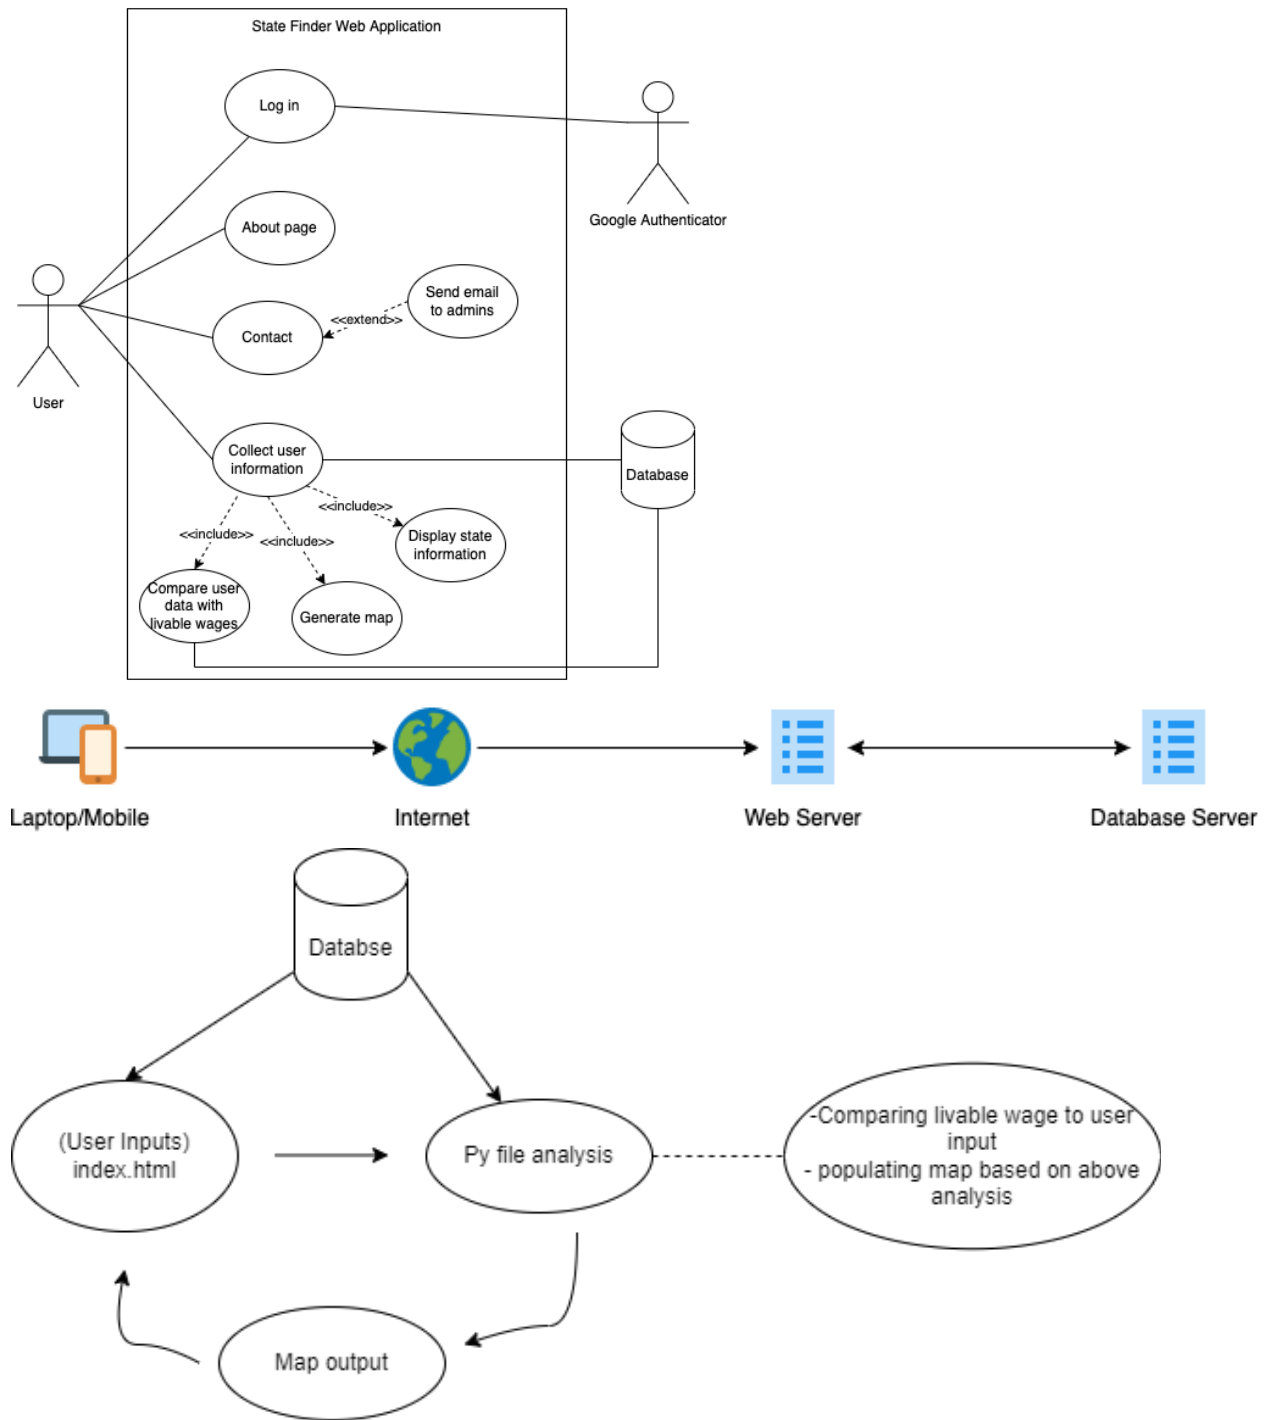 State Finder Web Application
Log in
Google Authenticator
About page
Send email
to admins
<<extend>>
Contact
User
Collect user
information
Database
<<include>>
<<include>>
<<include>>
Display state
information
Compare user
data with
livable wages
Generate map
Laptop/Mobile
Internet
Web Server
Database Server
Databse
(User Inputs)
index.html
Py file analysis
-Comparing livable wage to user
input
- populating map based on above
analysis
Map output